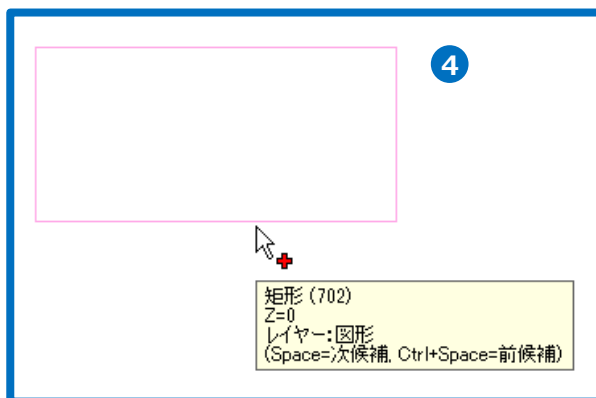 4
矩形 (702)
Z=0
レイヤー:図形
(Space=次候補, Ctrl+Space=前候補)